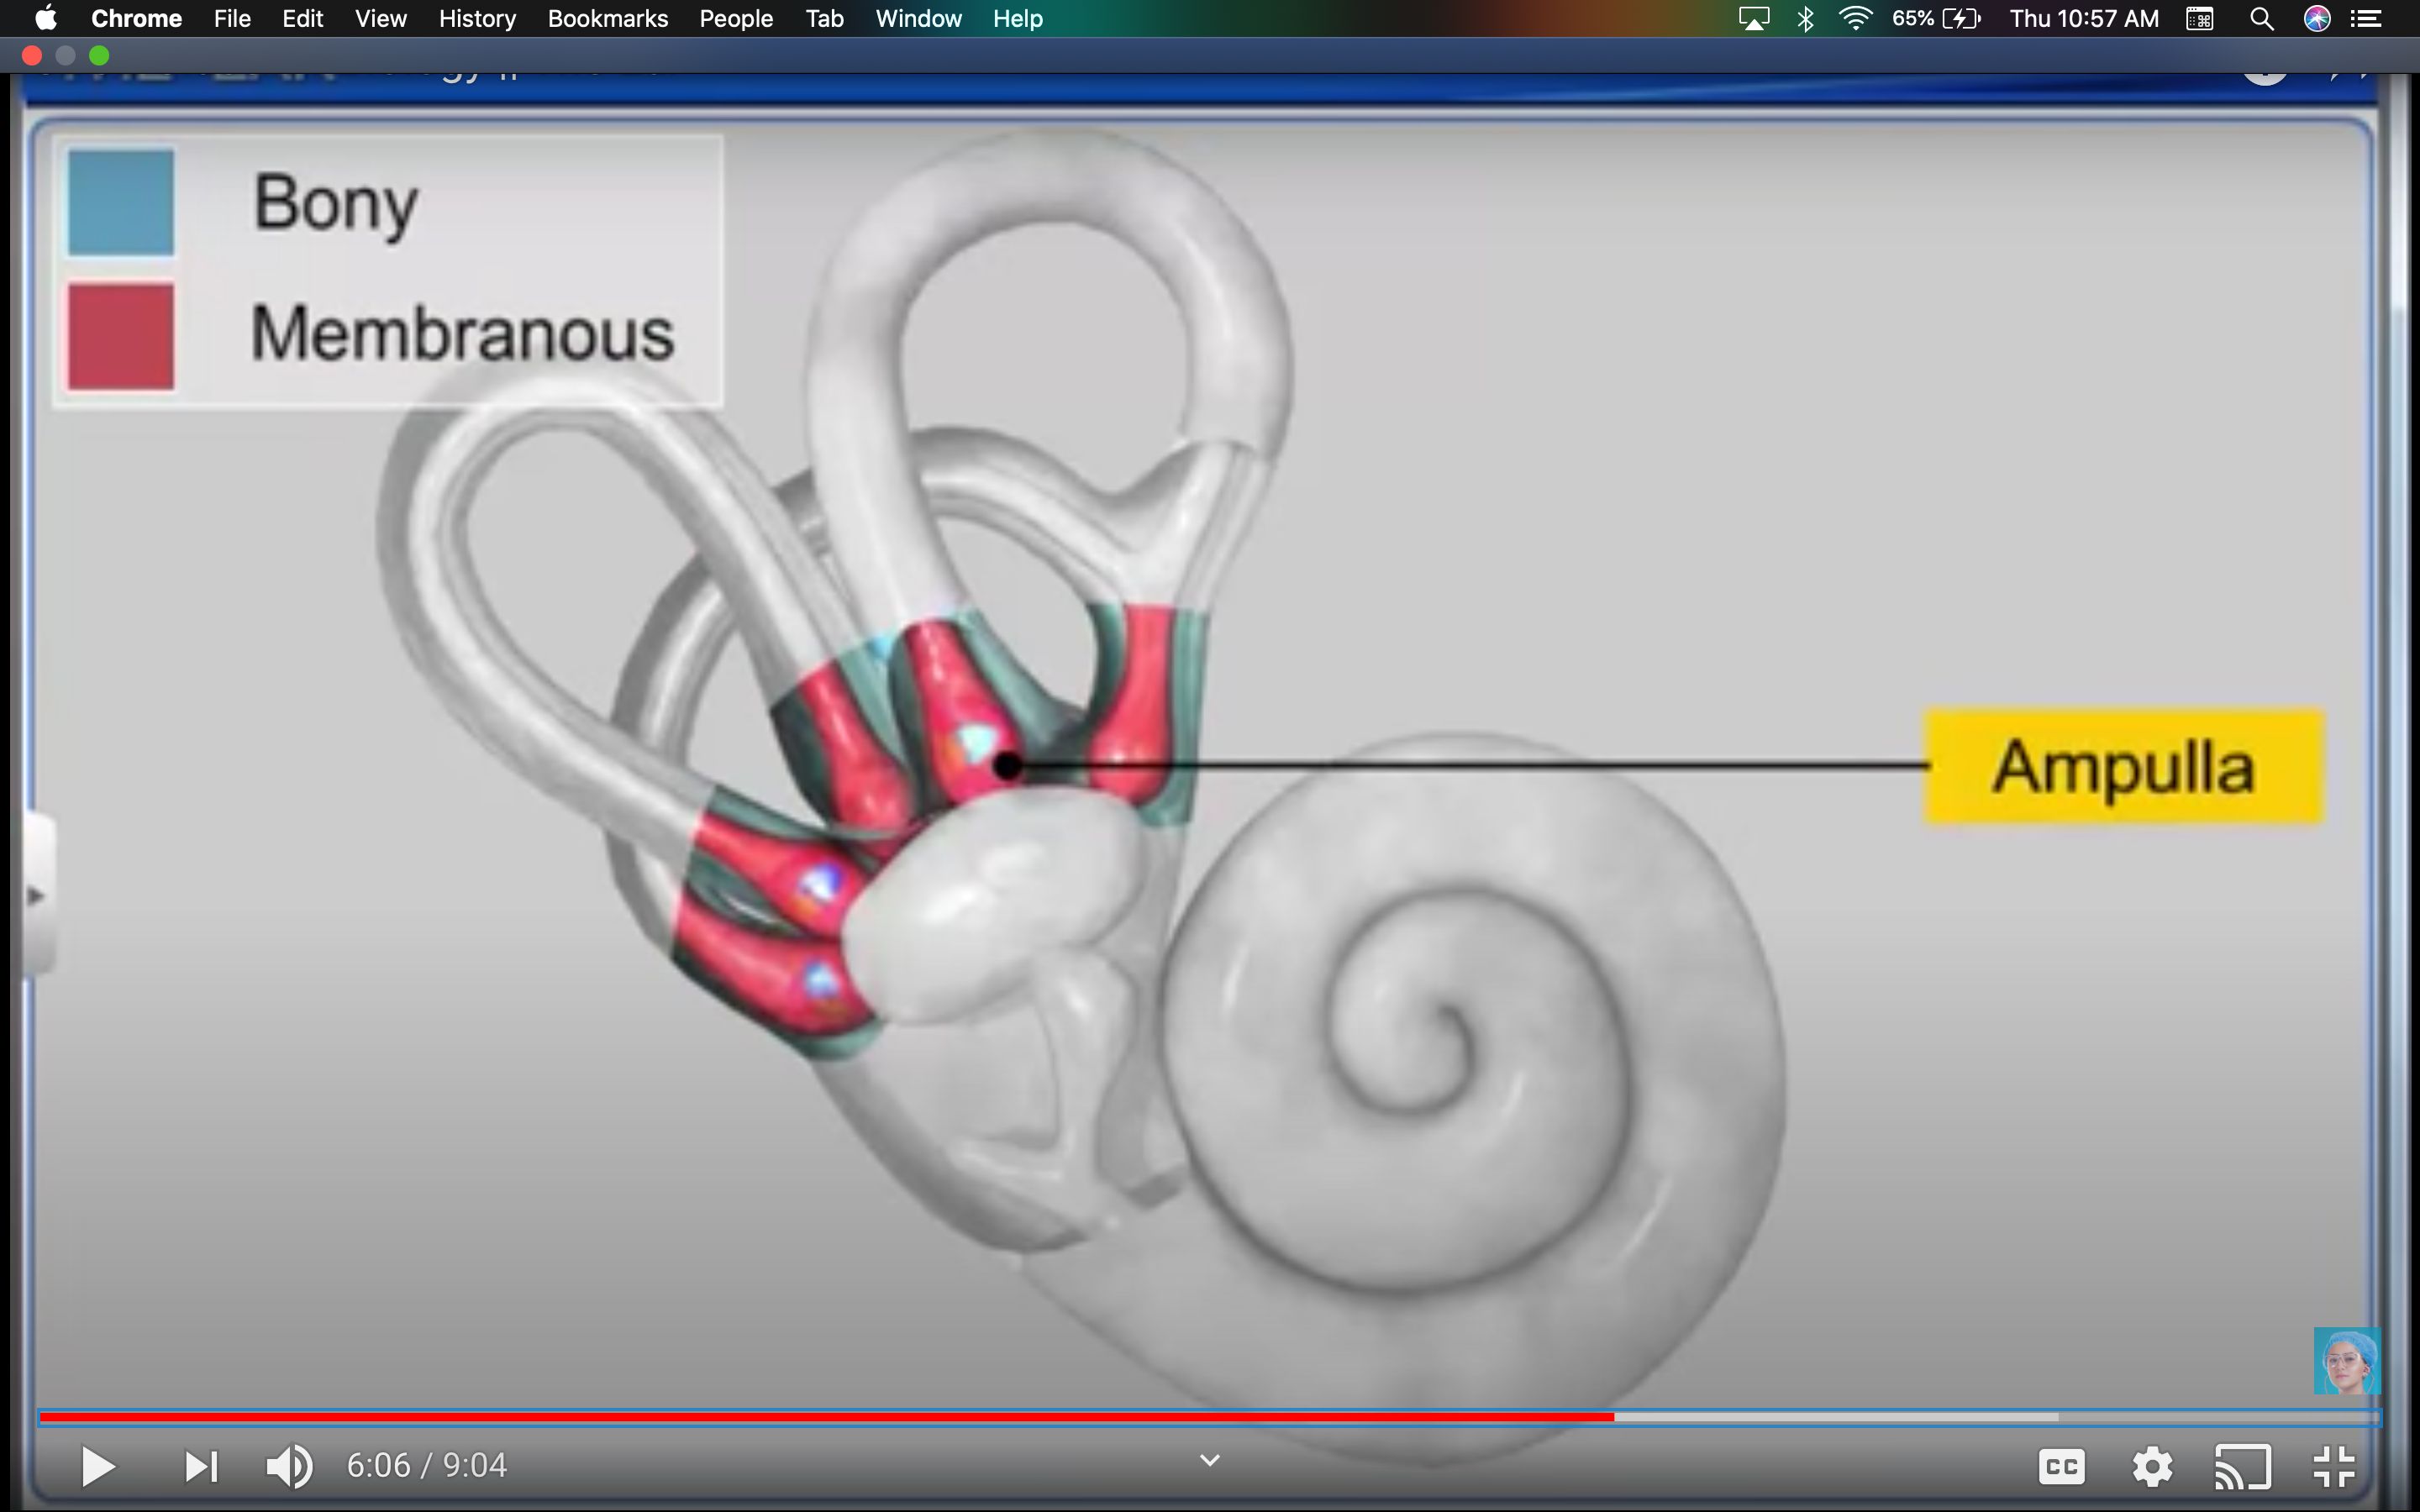 Chrome File Edit View History Bookmarks People Tab Window Help 65% Thu 10:57 AM
Bony
Membranous
Ampulla
6:06 / 9:04
CC